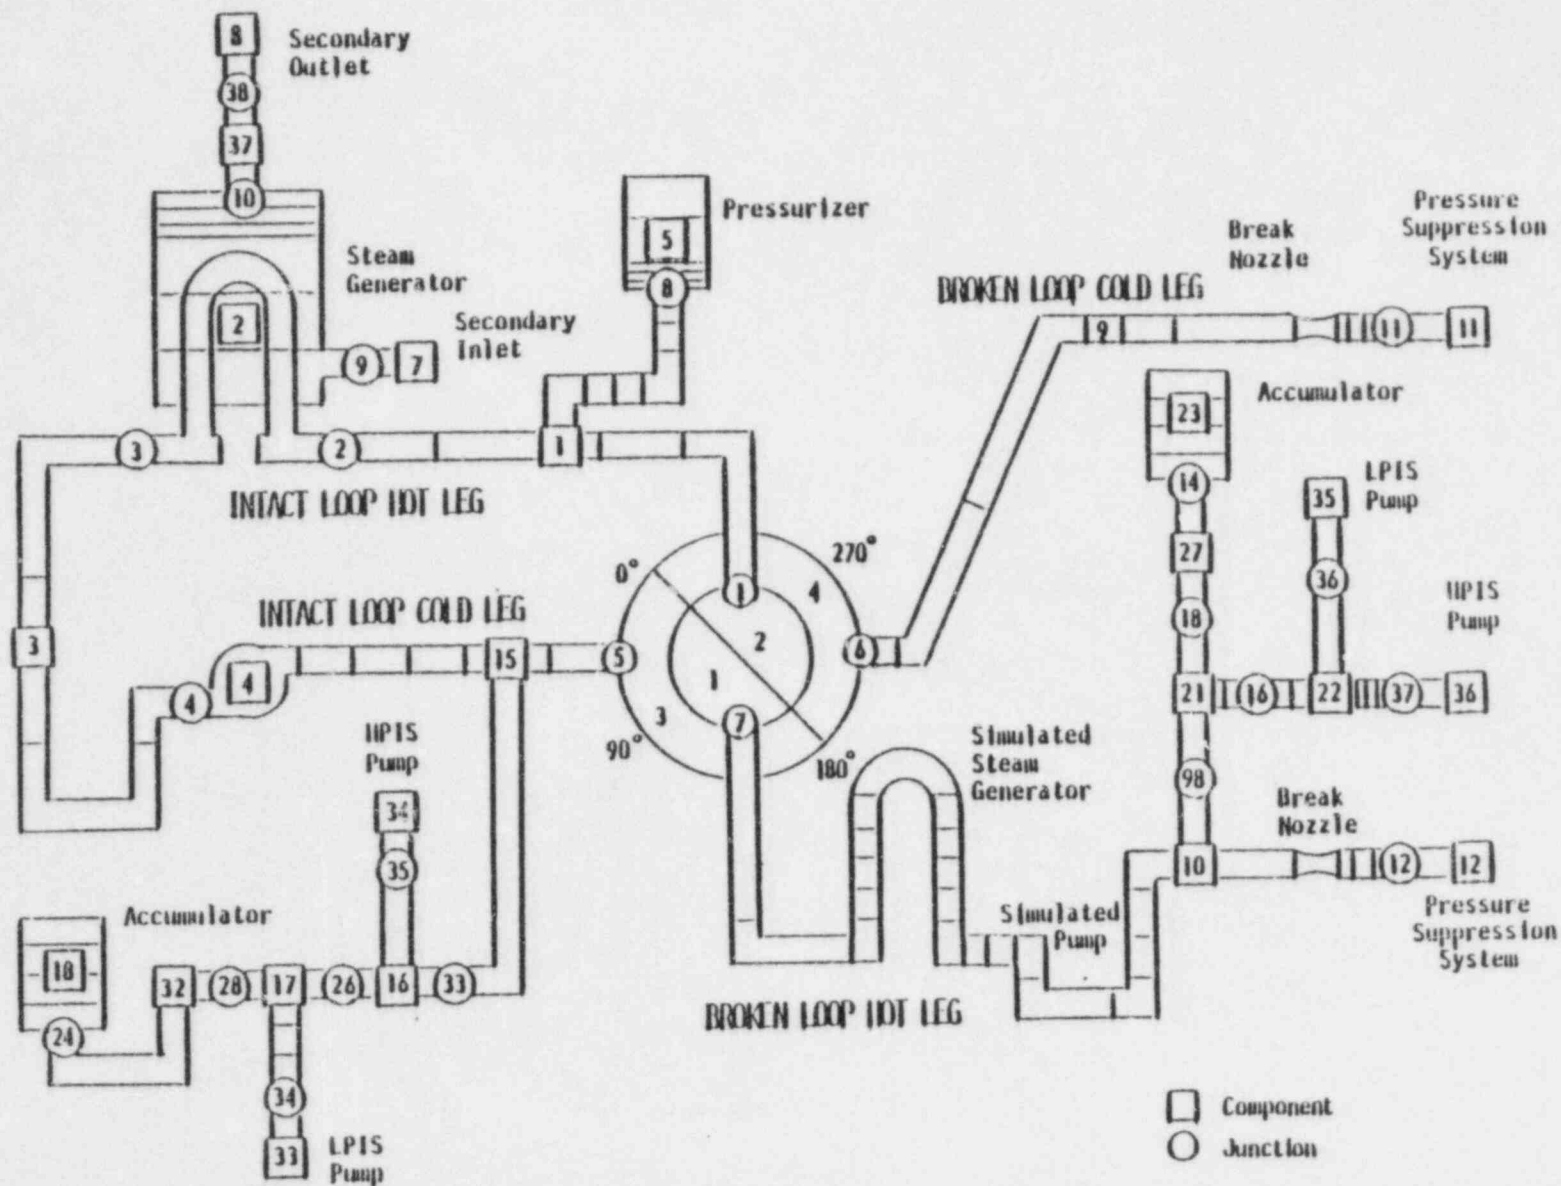 8
Secondary
Outlet
38
37
10
Steam
Generator
2
Secondary
Inlet
9
7
Pressurizer
5
8
Break
Nozzle
Pressure
Suppression
System
BROKEN LOOP COLD LEG
9
11
11
3
2
1
INTACT LOOP HOT LEG
23
Accumulator
14
35
LPIS
Pump
27
36
18
HPIS
Pump
0°
270°
1
4
2
1
3
5
6
7
90°
180°
INTACT LOOP COLD LEG
3
4
4
15
21
16
22
37
36
HPIS
Pump
34
35
Simulated
Steam
Generator
98
Break
Nozzle
10
12
12
Pressure
Suppression
System
Simulated
Pump
BROKEN LOOP HOT LEG
Accumulator
18
24
32
28
17
26
16
33
34
33
LPIS
Pump
Component
Junction